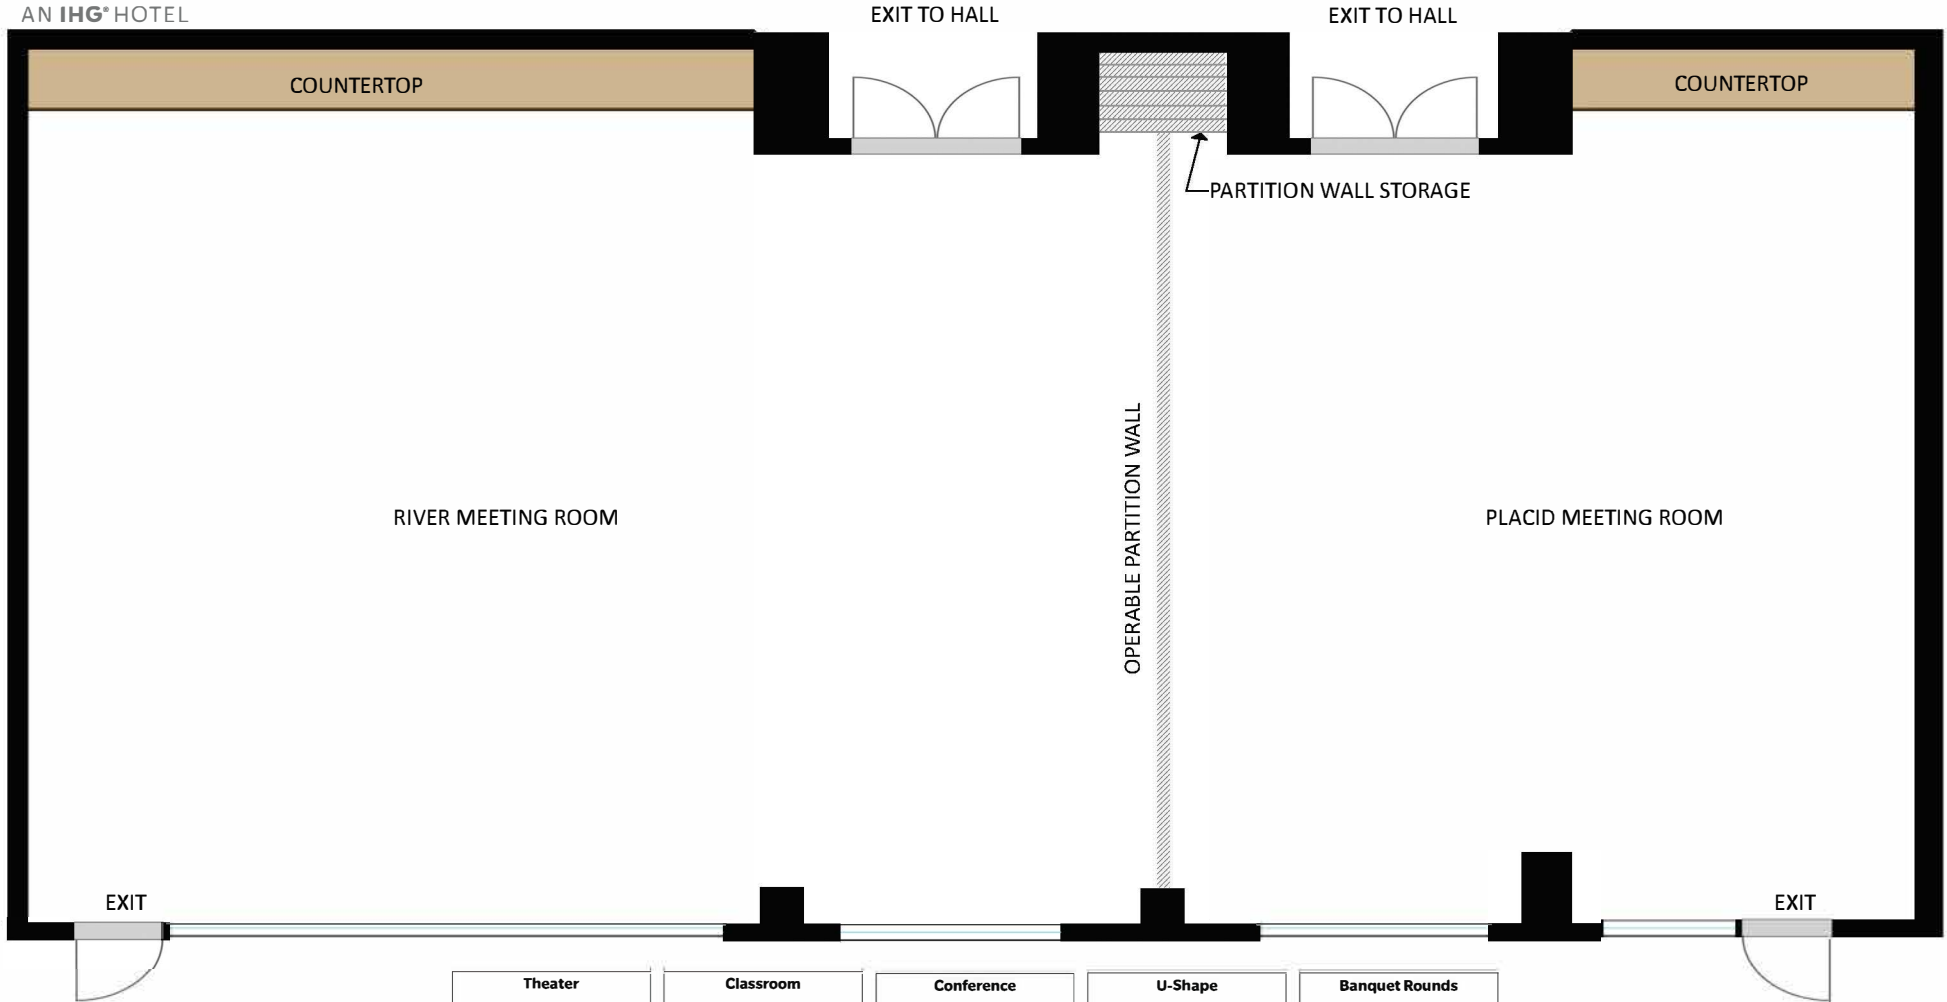 AN IHG® HOTEL
EXIT TO HALL
EXIT TO HALL
COUNTERTOP
COUNTERTOP
PARTITION WALL STORAGE
OPERABLE PARTITION WALL
RIVER MEETING ROOM
PLACID MEETING ROOM
EXIT
EXIT
Theater
Classroom
Conference
U-Shape
Banquet Rounds